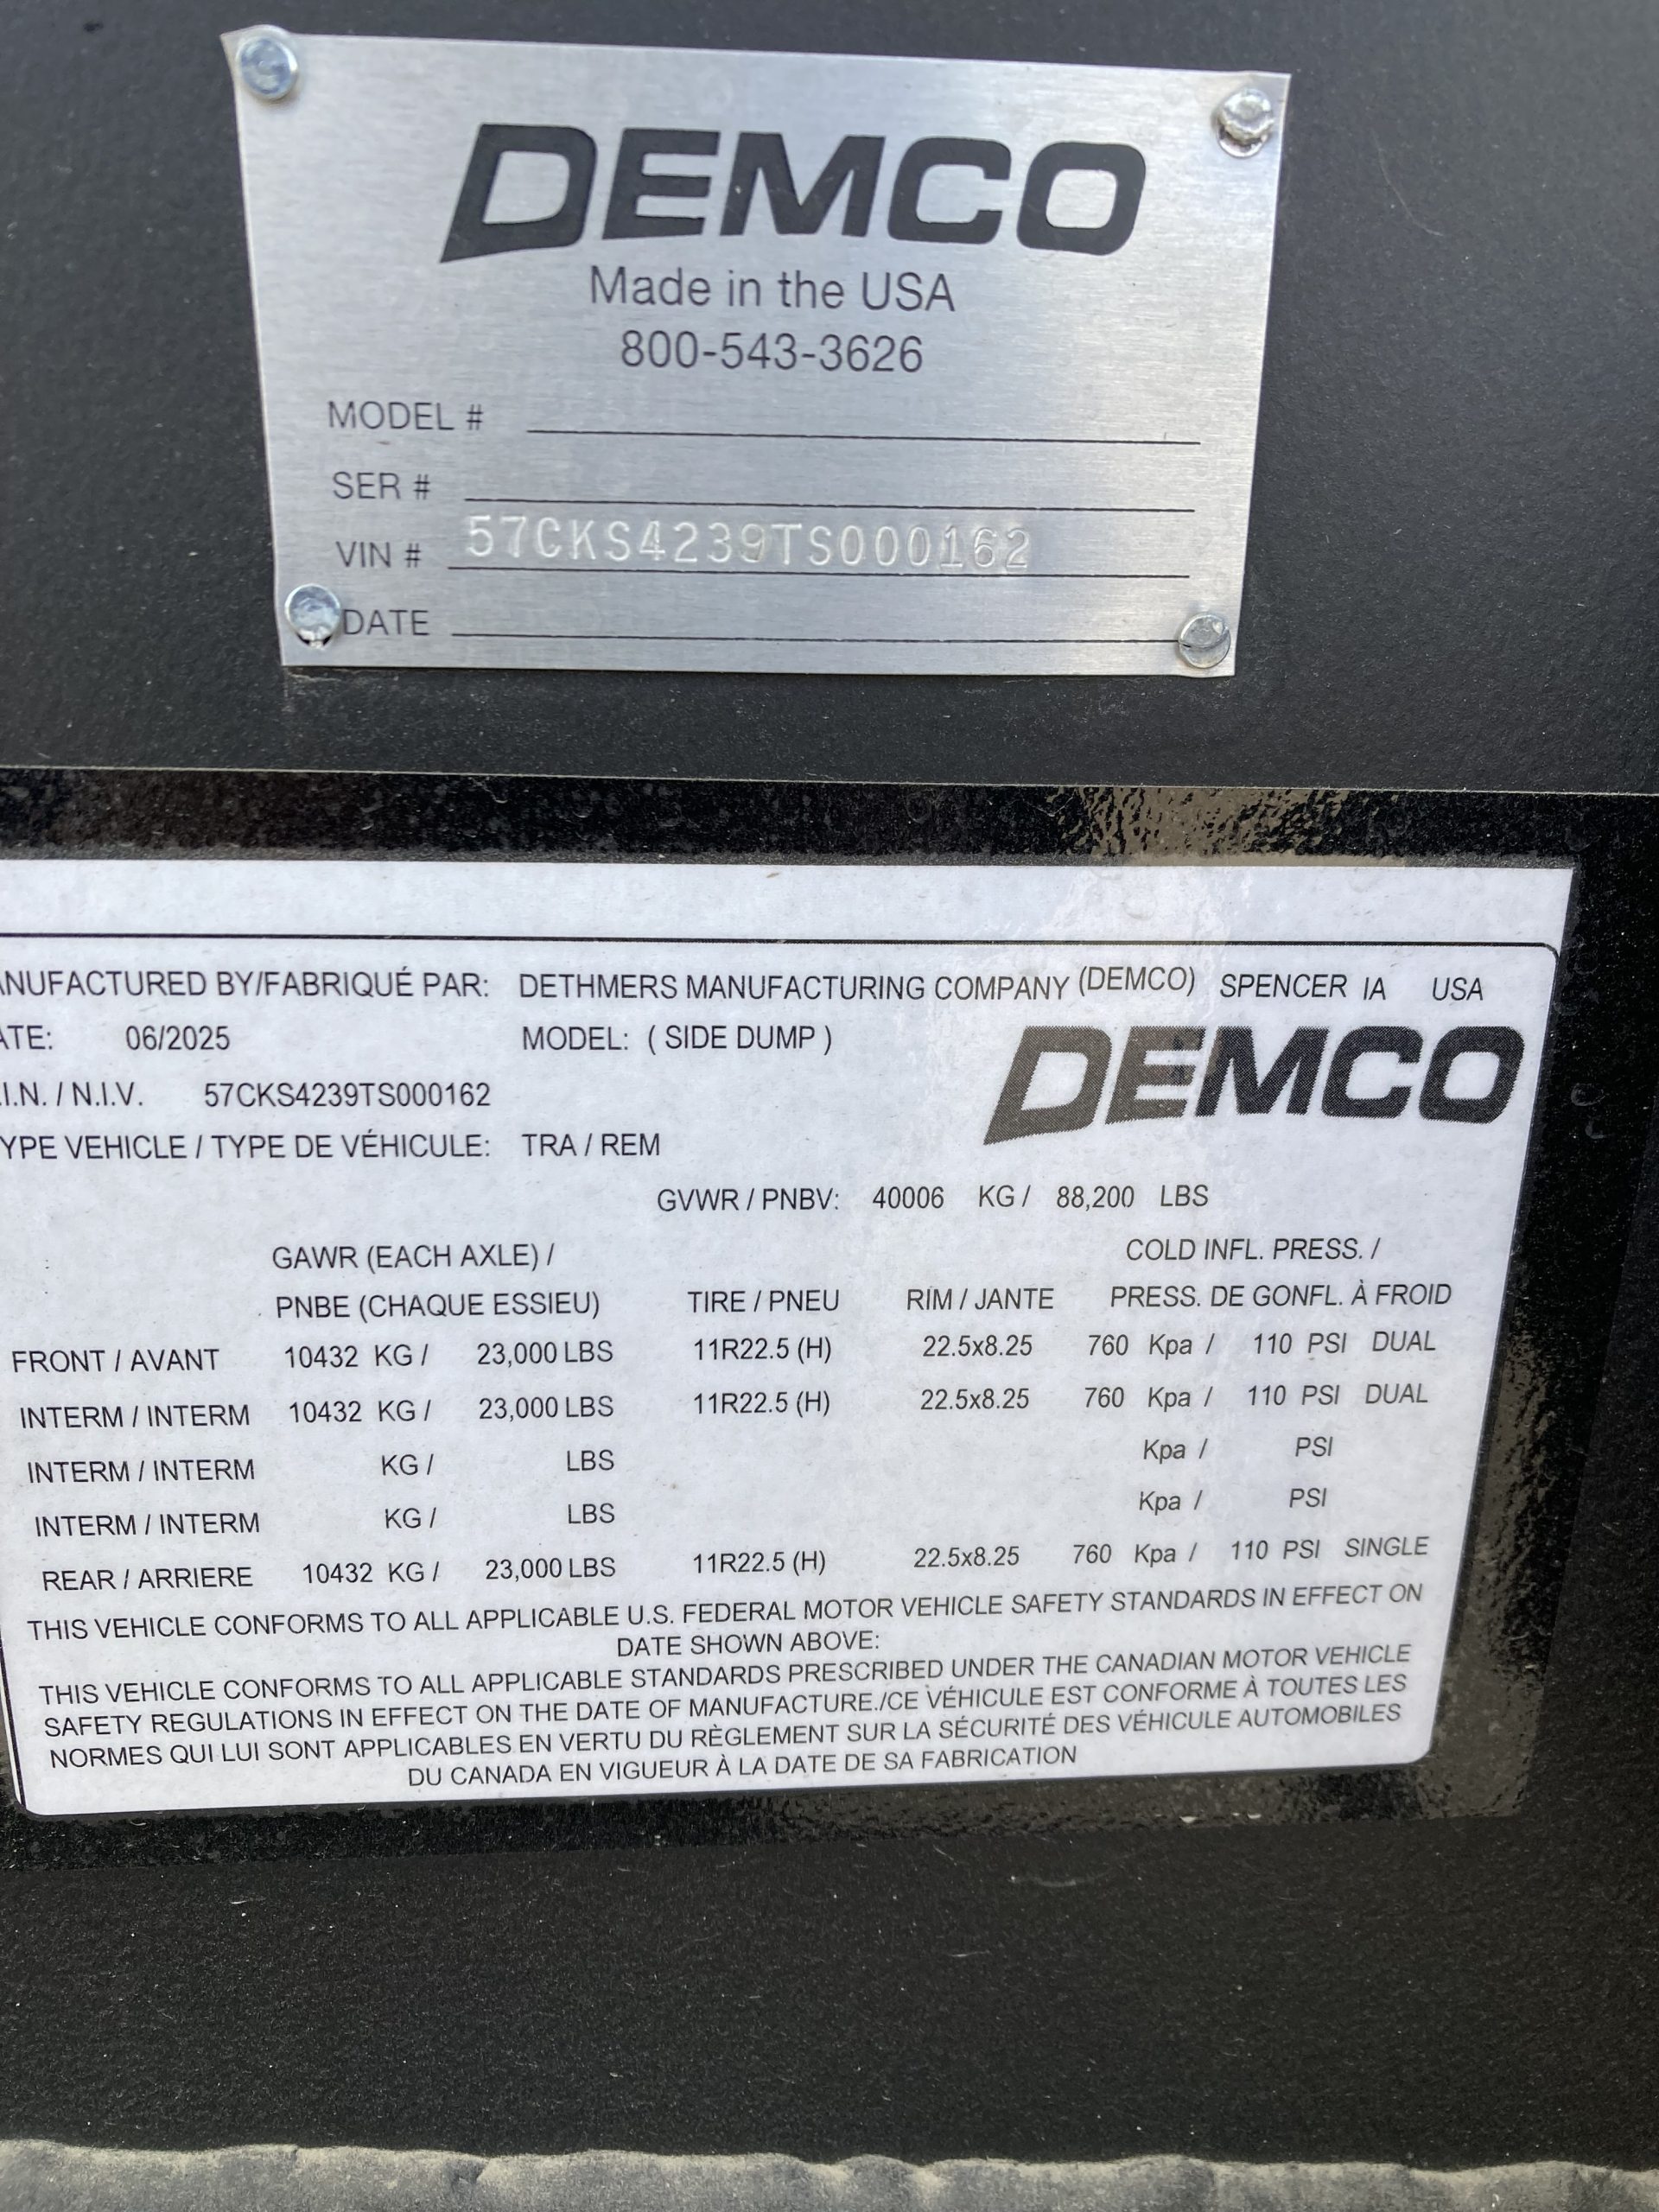 DEMCO
Made in the USA
800-543-3626
MODEL #
SER #
VIN # 57CKS4239TS000162
DATE
ANUFACTURED BY/FABRIQUÉ PAR: DETHMERS MANUFACTURING COMPANY (DEMCO) SPENCER IA USA
ATE: 06/2025 MODEL: ( SIDE DUMP )
DEMCO
.I.N. / N.I.V. 57CKS4239TS000162
YPE VEHICLE / TYPE DE VÉHICULE: TRA / REM
GVWR / PNBV: 40006 KG / 88,200 LBS
GAWR (EACH AXLE) / COLD INFL. PRESS. /
PNBE (CHAQUE ESSIEU) TIRE / PNEU RIM / JANTE PRESS. DE GONFL. À FROID
FRONT / AVANT 10432 KG / 23,000 LBS 11R22.5 (H) 22.5x8.25 760 Kpa / 110 PSI DUAL
INTERM / INTERM 10432 KG / 23,000 LBS 11R22.5 (H) 22.5x8.25 760 Kpa / 110 PSI DUAL
INTERM / INTERM KG / LBS Kpa / PSI
INTERM / INTERM KG / LBS Kpa / PSI
REAR / ARRIERE 10432 KG / 23,000 LBS 11R22.5 (H) 22.5x8.25 760 Kpa / 110 PSI SINGLE
THIS VEHICLE CONFORMS TO ALL APPLICABLE U.S. FEDERAL MOTOR VEHICLE SAFETY STANDARDS IN EFFECT ON
DATE SHOWN ABOVE:
THIS VEHICLE CONFORMS TO ALL APPLICABLE STANDARDS PRESCRIBED UNDER THE CANADIAN MOTOR VEHICLE
SAFETY REGULATIONS IN EFFECT ON THE DATE OF MANUFACTURE./CE VÉHICULE EST CONFORME À TOUTES LES
NORMES QUI LUI SONT APPLICABLES EN VERTU DU RÈGLEMENT SUR LA SÉCURITÉ DES VÉHICULE AUTOMOBILES
DU CANADA EN VIGUEUR À LA DATE DE SA FABRICATION